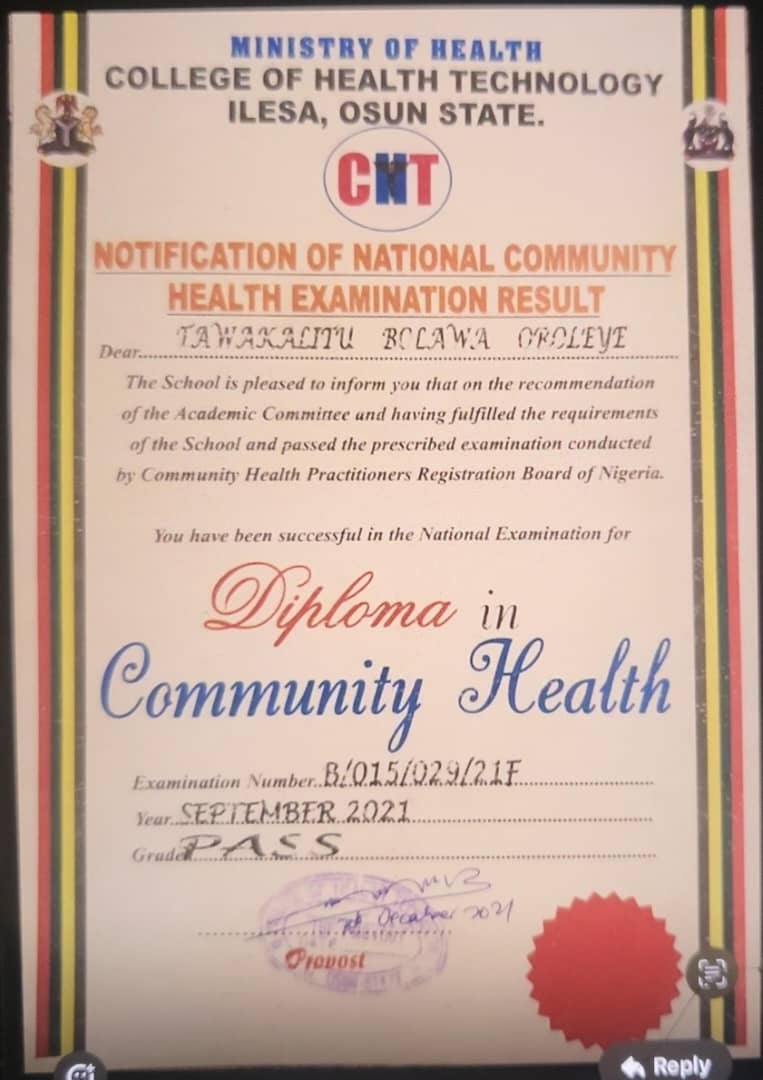 MINISTRY OF HEALTH
COLLEGE OF HEALTH TECHNOLOGY
ILESA, OSUN STATE.
CHT
NOTIFICATION OF NATIONAL COMMUNITY
HEALTH EXAMINATION RESULT
Dear TAWAKALITU BOLAWA OROLEYE
The School is pleased to inform you that on the recommendation
of the Academic Committee and having fulfilled the requirements
of the School and passed the prescribed examination conducted
by Community Health Practitioners Registration Board of Nigeria.
You have been successful in the National Examination for
Diploma in
Community Health
Examination Number B/015/029/21F
Year SEPTEMBER 2021
Grade PASS
December 2021
Provost
Reply